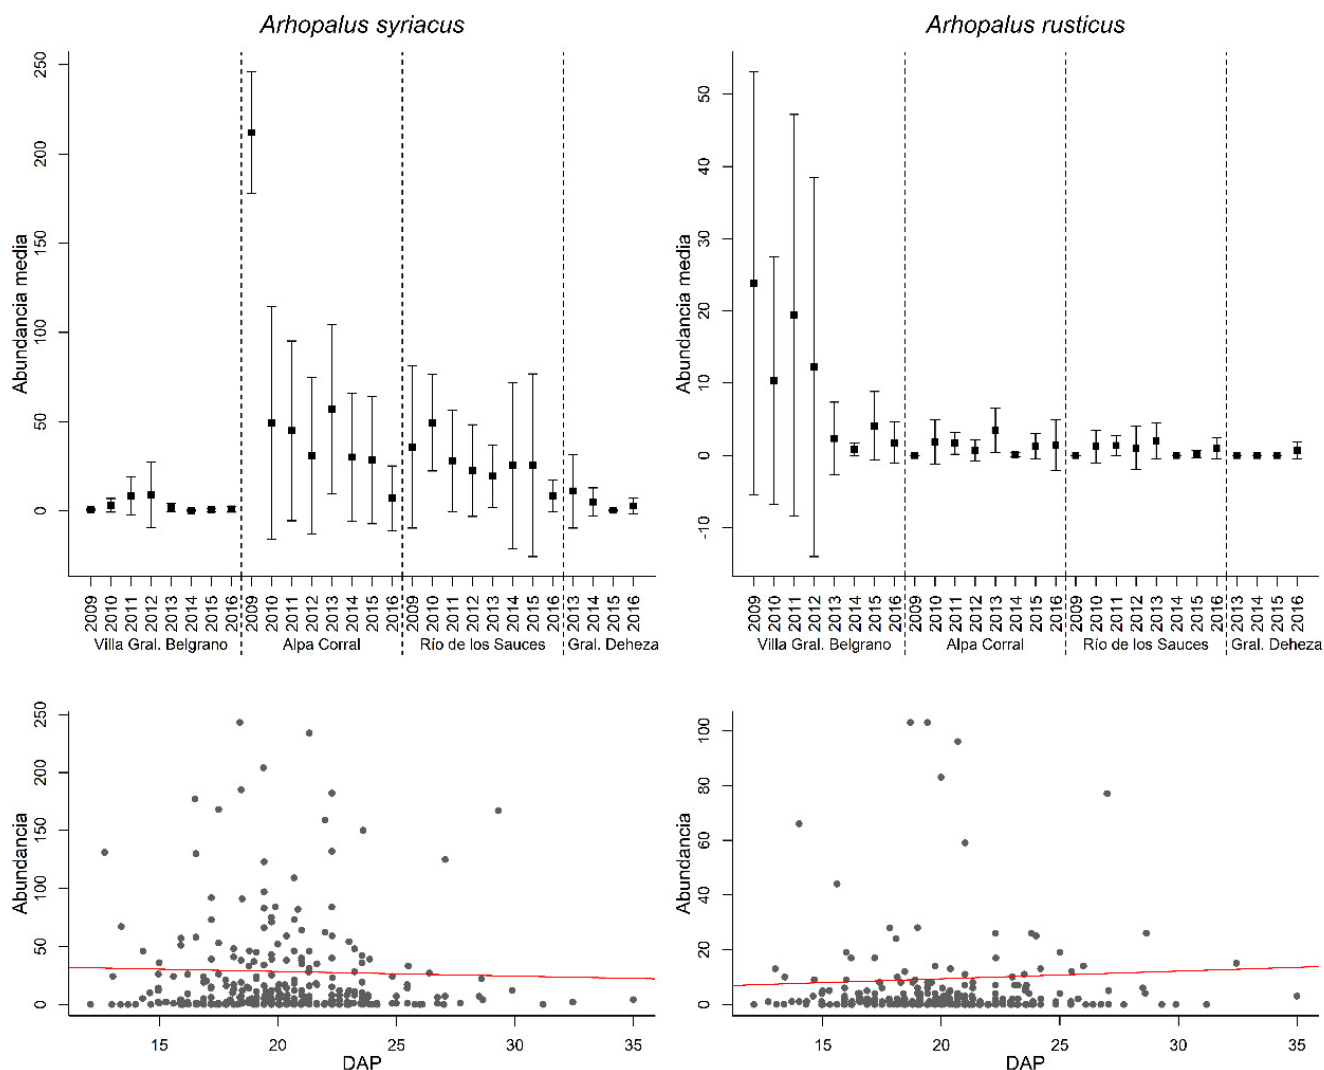 Arhopalus syriacus
Arhopalus rusticus
Abundancia media
250
200
150
100
50
0
2009 2010 2011 2012 2013 2014 2015 2016 2009 2010 2011 2012 2013 2014 2015 2016 2009 2010 2011 2012 2013 2014 2015 2016 2013 2014 2015 2016
Villa Gral. Belgrano Alpa Corral Río de los Sauces Gral. Deheza
Abundancia media
50
40
30
20
10
0
-10
2009 2010 2011 2012 2013 2014 2015 2016 2009 2010 2011 2012 2013 2014 2015 2016 2009 2010 2011 2012 2013 2014 2015 2016 2013 2014 2015 2016
Villa Gral. Belgrano Alpa Corral Río de los Sauces Gral. Deheza
Abundancia
250
200
150
100
50
0
15 20 25 30 35
DAP
Abundancia
100
80
60
40
20
0
15 20 25 30 35
DAP